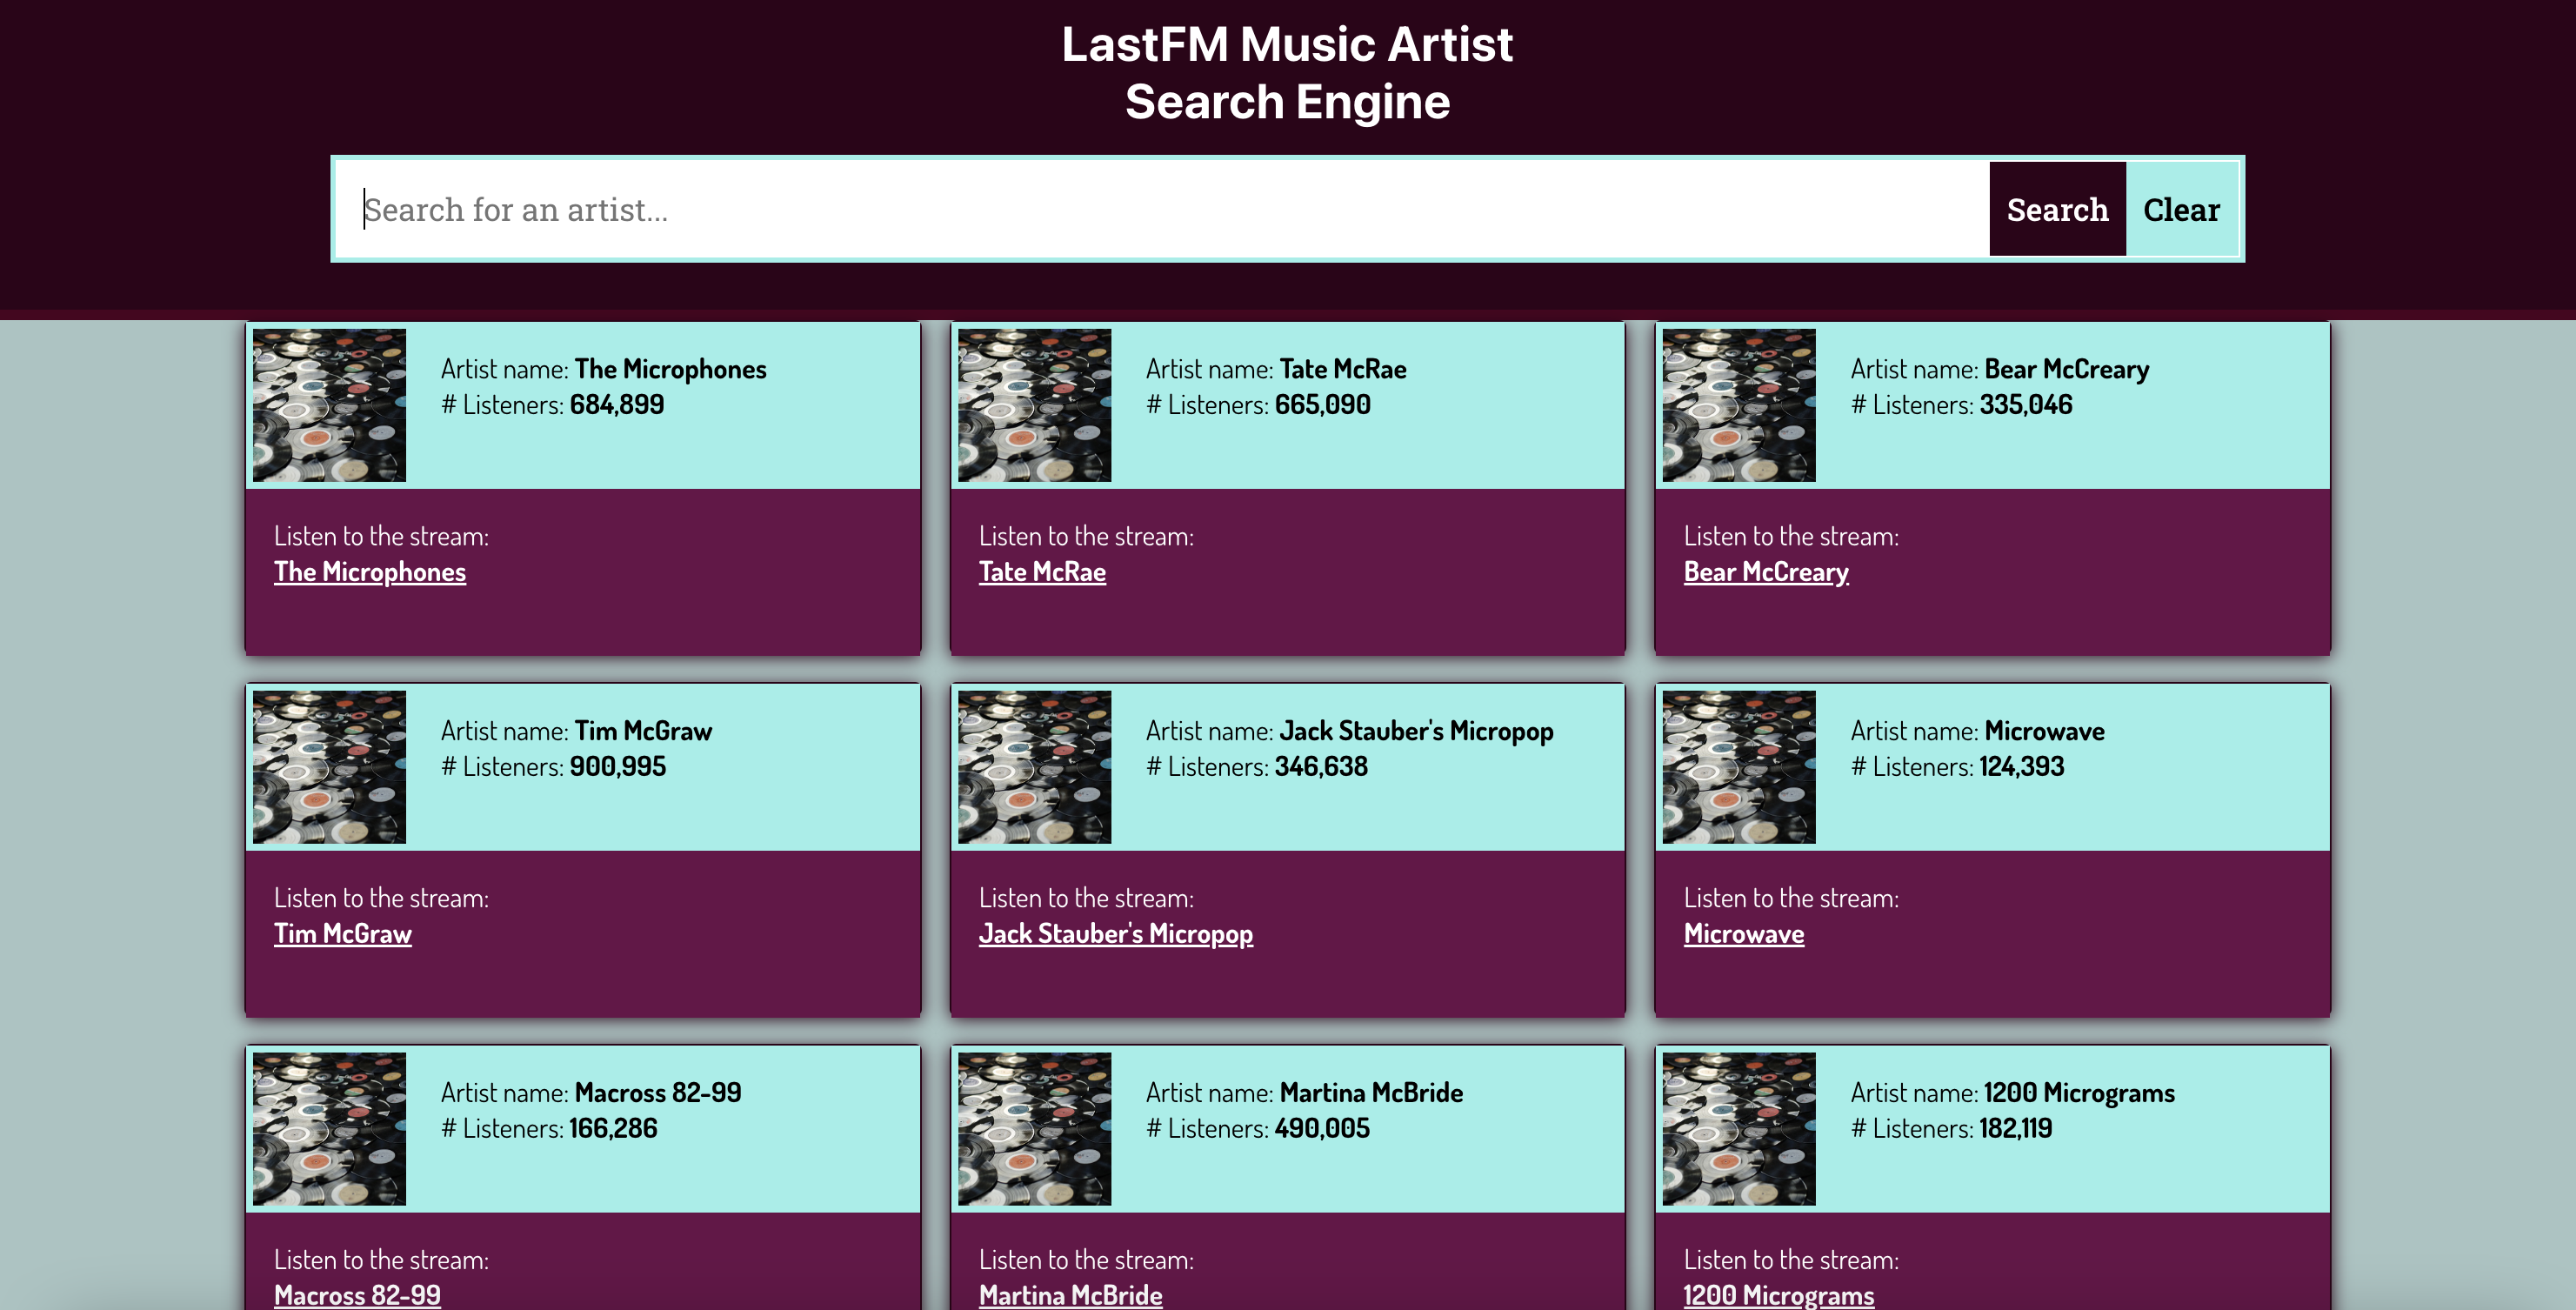 LastFM Music Artist
Search Engine
Search for an artist...
Search
Clear
Artist name: The Microphones
# Listeners: 684,899
Listen to the stream:
The Microphones
Artist name: Tate McRae
# Listeners: 665,090
Listen to the stream:
Tate McRae
Artist name: Bear McCreary
# Listeners: 335,046
Listen to the stream:
Bear McCreary
Artist name: Tim McGraw
# Listeners: 900,995
Listen to the stream:
Tim McGraw
Artist name: Jack Stauber's Micropop
# Listeners: 346,638
Listen to the stream:
Jack Stauber's Micropop
Artist name: Microwave
# Listeners: 124,393
Listen to the stream:
Microwave
Artist name: Macross 82-99
# Listeners: 166,286
Listen to the stream:
Macross 82-99
Artist name: Martina McBride
# Listeners: 490,005
Listen to the stream:
Martina McBride
Artist name: 1200 Micrograms
# Listeners: 182,119
Listen to the stream:
1200 Micrograms